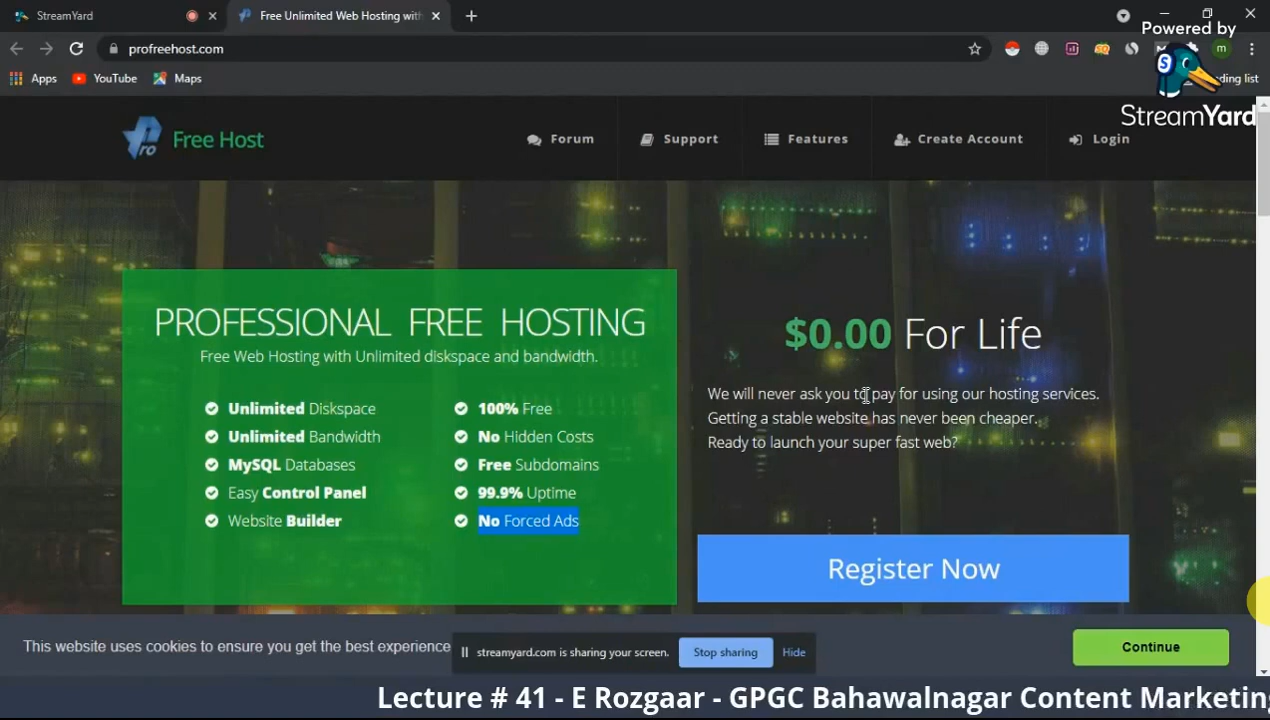 StreamYard
Free Unlimited Web Hosting with
Powered by
profreehost.com
m
Apps
YouTube
Maps
StreamYard
Pro
Free Host
Forum
Support
Features
Create Account
Login
PROFESSIONAL FREE HOSTING
Free Web Hosting with Unlimited diskspace and bandwidth.
Unlimited Diskspace
100% Free
Unlimited Bandwidth
No Hidden Costs
MySQL Databases
Free Subdomains
Easy Control Panel
99.9% Uptime
Website Builder
No Forced Ads
$0.00 For Life
We will never ask you to pay for using our hosting services.
Getting a stable website has never been cheaper.
Ready to launch your super fast web?
Register Now
This website uses cookies to ensure you get the best experience
streamyard.com is sharing your screen.
Stop sharing
Hide
Continue
Lecture # 41 - E Rozgaar - GPGC Bahawalnagar Content Marketing